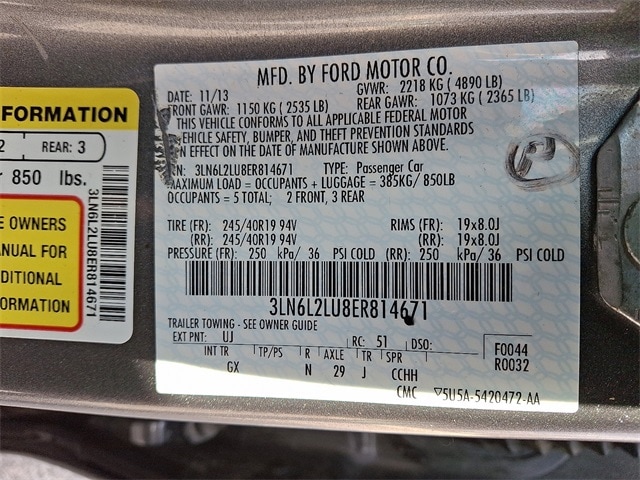 FORMATION
2 REAR: 3
r 850 lbs.
E OWNERS
ANUAL FOR
DITIONAL
RMATION
3LN6L2LU8ER814671
MFD. BY FORD MOTOR CO.
DATE: 11/13 GVWR: 2218 KG ( 4890 LB)
FRONT GAWR: 1150 KG ( 2535 LB) REAR GAWR: 1073 KG ( 2365 LB)
THIS VEHICLE CONFORMS TO ALL APPLICABLE FEDERAL MOTOR
VEHICLE SAFETY, BUMPER, AND THEFT PREVENTION STANDARDS
IN EFFECT ON THE DATE OF MANUFACTURE SHOWN ABOVE.
VIN: 3LN6L2LU8ER814671 TYPE: Passenger Car
MAXIMUM LOAD = OCCUPANTS + LUGGAGE = 385KG/ 850LB
OCCUPANTS = 5 TOTAL; 2 FRONT, 3 REAR
TIRE (FR): 245/40R19 94V RIMS (FR): 19x8.0J
(RR): 245/40R19 94V (RR): 19x8.0J
PRESSURE (FR): 250 kPa/ 36 PSI COLD (RR): 250 kPa/ 36 PSI COLD
3LN6L2LU8ER814671
TRAILER TOWING - SEE OWNER GUIDE
EXT PNT: UJ RC: 51 DSO:
INT TR TP/PS R AXLE TR SPR
GX N 29 J CCHH
F0044
R0032
CMC ▽5U5A-5420472-AA